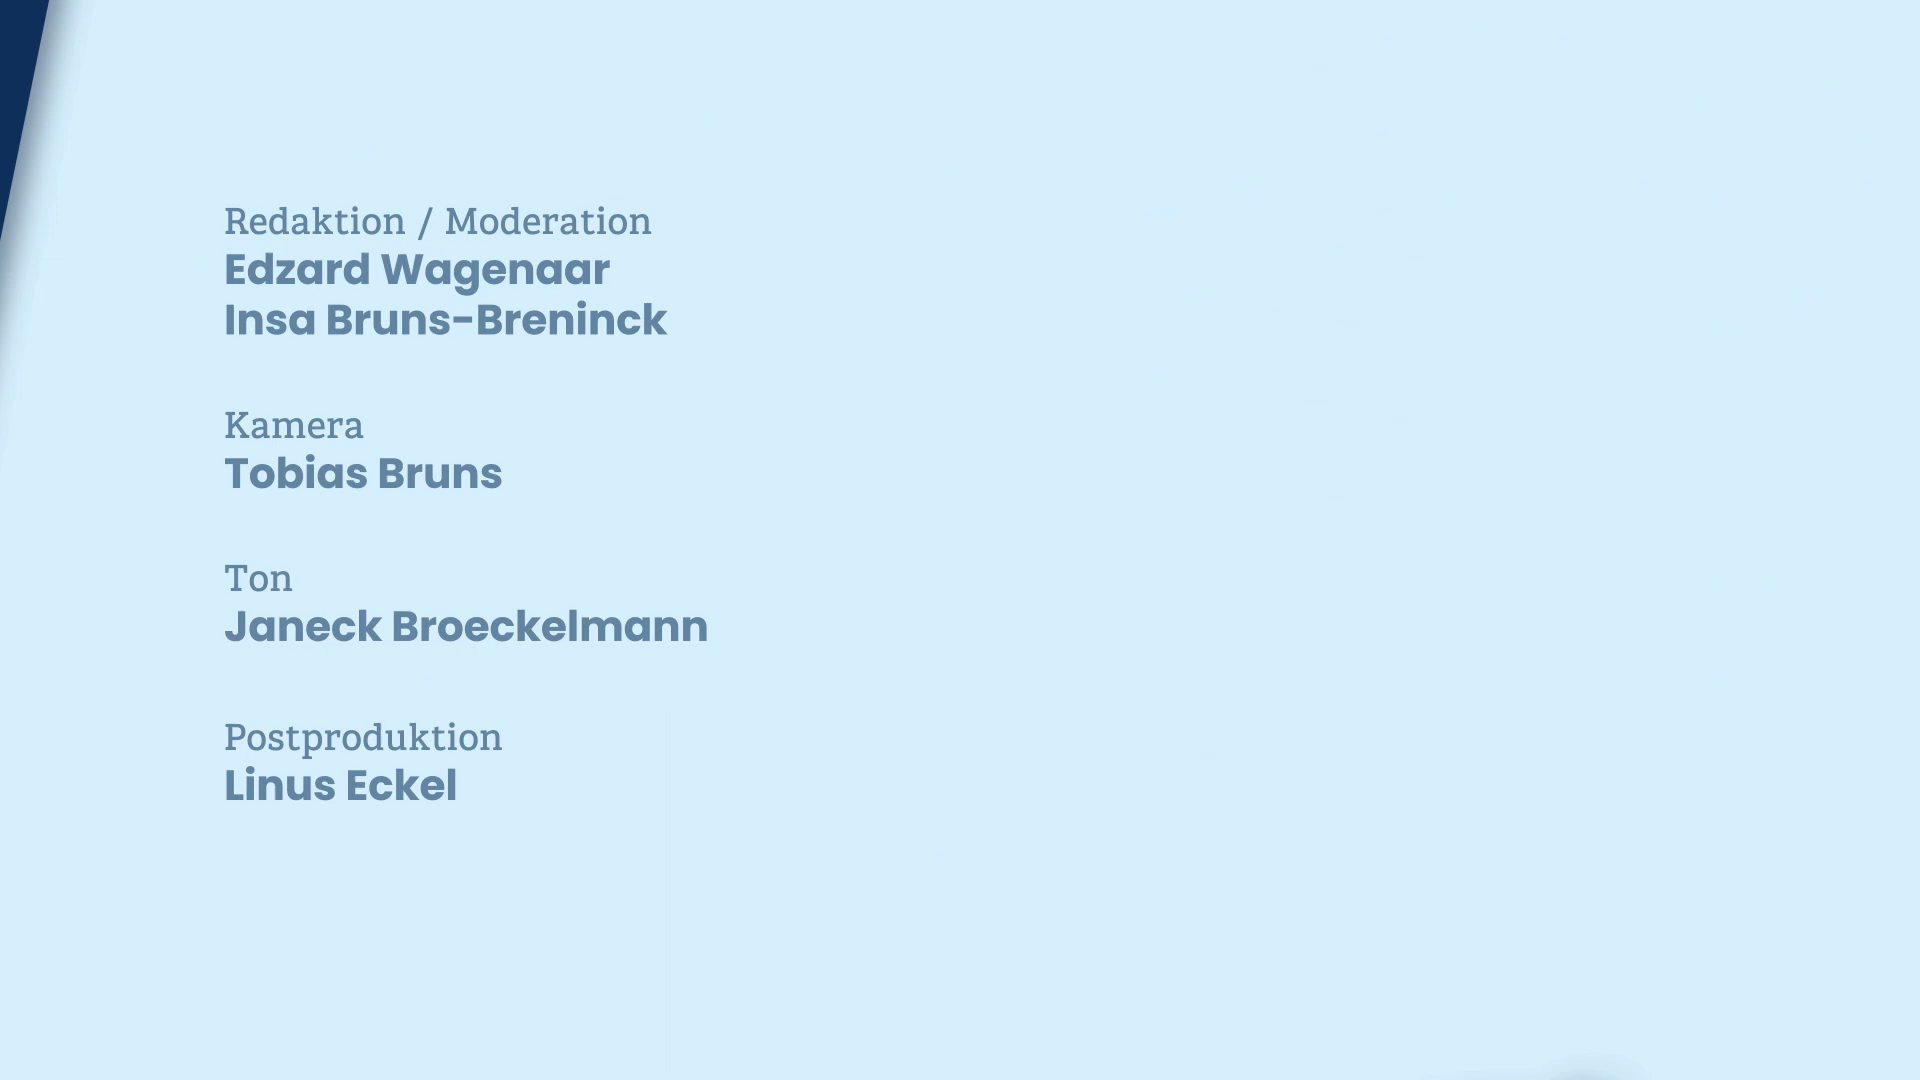 Redaktion / Moderation
Edzard Wagenaar
Insa Bruns-Breninck
Kamera
Tobias Bruns
Ton
Janeck Broeckelmann
Postproduktion
Linus Eckel